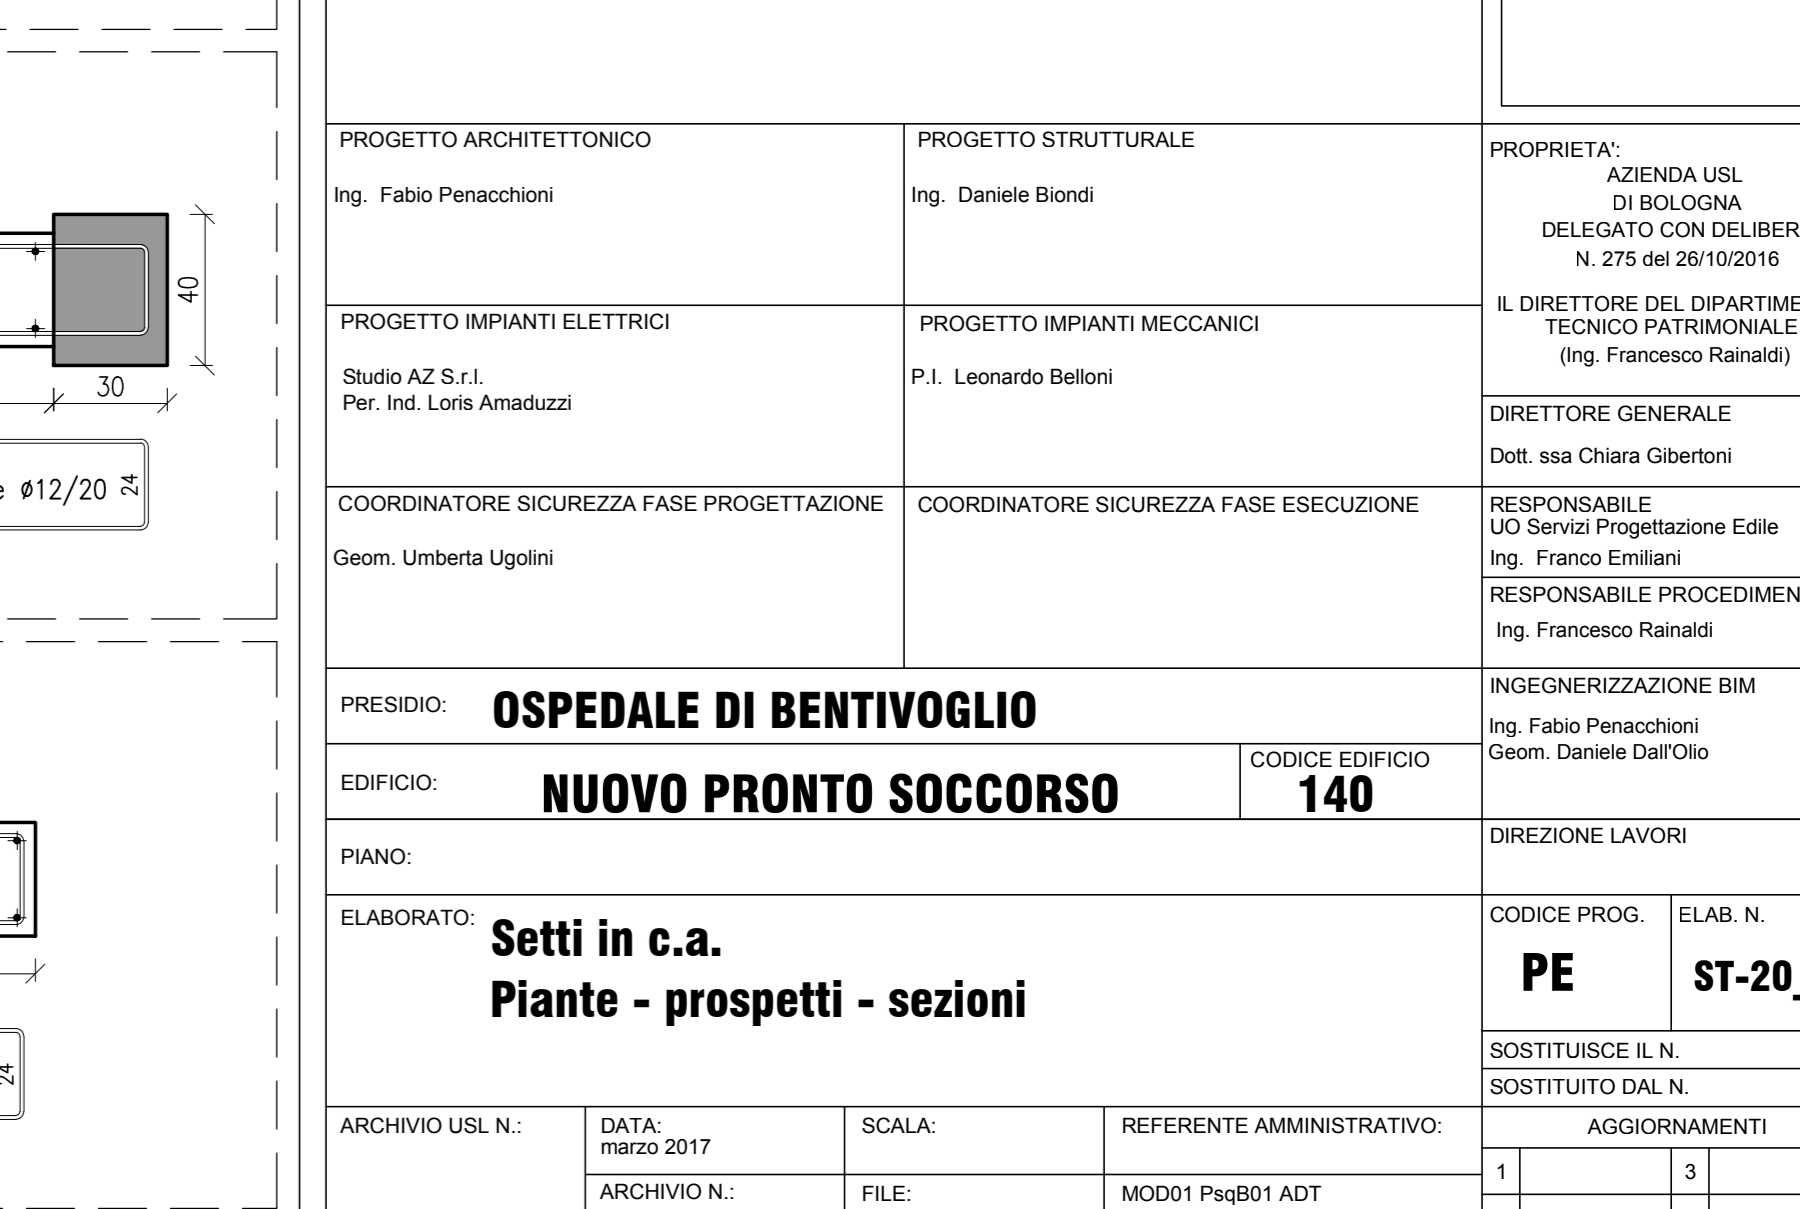 40
30
ø12/20
24
24
PROGETTO ARCHITETTONICO
Ing. Fabio Penacchioni
PROGETTO STRUTTURALE
Ing. Daniele Biondi
PROGETTO IMPIANTI ELETTRICI
Studio AZ S.r.l.
Per. Ind. Loris Amaduzzi
PROGETTO IMPIANTI MECCANICI
P.I. Leonardo Belloni
COORDINATORE SICUREZZA FASE PROGETTAZIONE
Geom. Umberta Ugolini
COORDINATORE SICUREZZA FASE ESECUZIONE
PRESIDIO: OSPEDALE DI BENTIVOGLIO
EDIFICIO: NUOVO PRONTO SOCCORSO
CODICE EDIFICIO
140
PIANO:
ELABORATO: Setti in c.a.
Piante - prospetti - sezioni
ARCHIVIO USL N.:
DATA:
marzo 2017
SCALA:
REFERENTE AMMINISTRATIVO:
ARCHIVIO N.:
FILE:
MOD01 PsqB01 ADT
PROPRIETA':
AZIENDA USL
DI BOLOGNA
DELEGATO CON DELIBER
N. 275 del 26/10/2016
IL DIRETTORE DEL DIPARTIME
TECNICO PATRIMONIALE
(Ing. Francesco Rainaldi)
DIRETTORE GENERALE
Dott. ssa Chiara Gibertoni
RESPONSABILE
UO Servizi Progettazione Edile
Ing. Franco Emiliani
RESPONSABILE PROCEDIMEN
Ing. Francesco Rainaldi
INGEGNERIZZAZIONE BIM
Ing. Fabio Penacchioni
Geom. Daniele Dall'Olio
DIREZIONE LAVORI
CODICE PROG.
PE
ELAB. N.
ST-20_
SOSTITUISCE IL N.
SOSTITUITO DAL N.
AGGIORNAMENTI
1
3